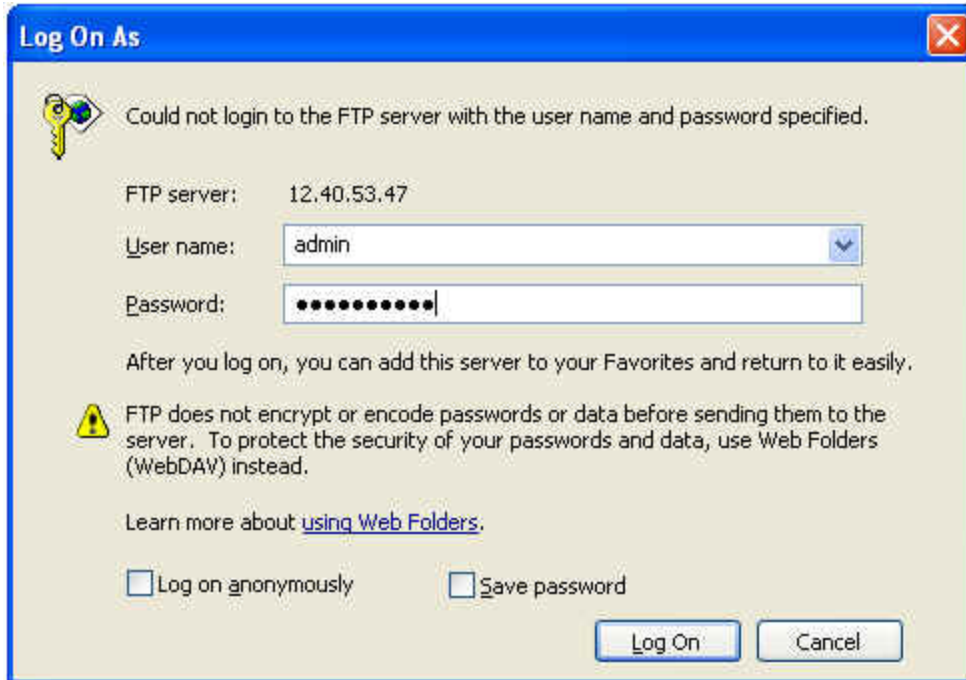 Log On As
Could not login to the FTP server with the user name and password specified.
FTP server: 12.40.53.47
User name: admin
Password: ●●●●●●●●●●
After you log on, you can add this server to your Favorites and return to it easily.
FTP does not encrypt or encode passwords or data before sending them to the
server. To protect the security of your passwords and data, use Web Folders
(WebDAV) instead.
Learn more about using Web Folders.
Log on anonymously Save password
Log On Cancel